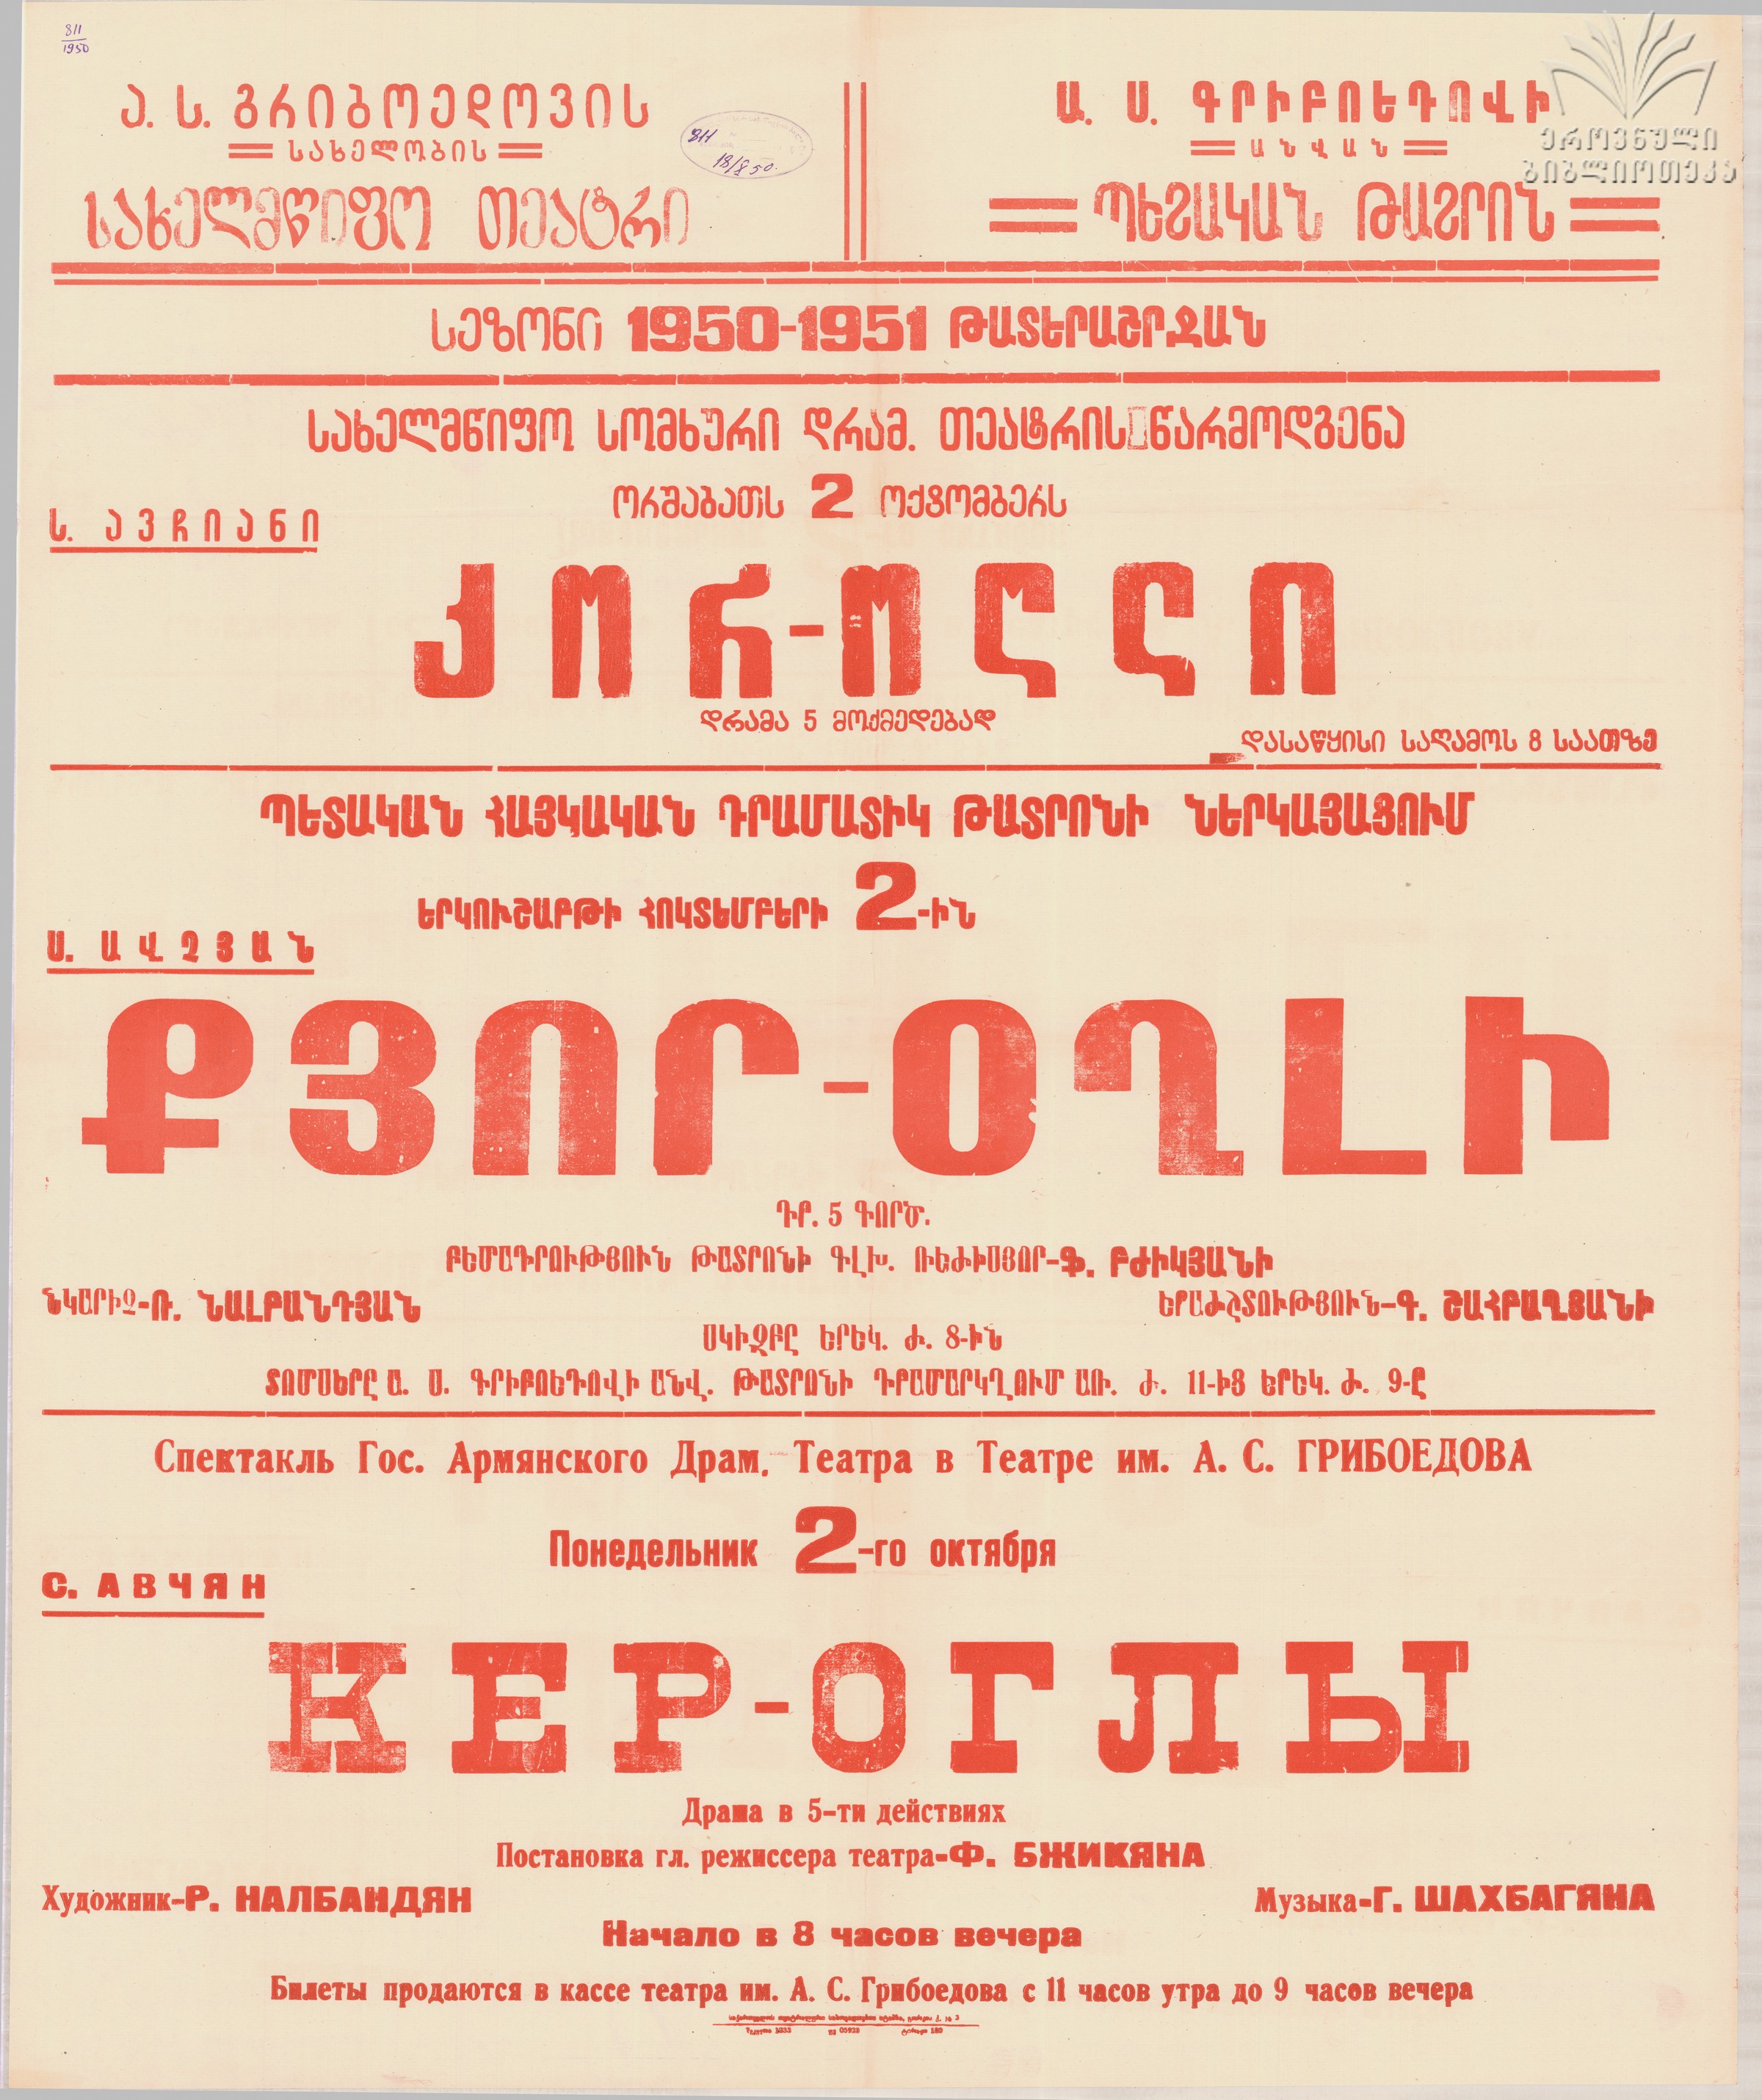 811
1950
ა. ს. გრიბოედოვის
სახელობის
სახელმწიფო თეატრი
811
18/X 50.
Ա. Ս. ԳՐԻԲՈԵԴՈՎԻ
ԱՆՎԱՆ
ՊԵՏԱԿԱՆ ԹԱՏՐՈՆ
ეროვნული
ბიბლიოთეკა
სეზონი 1950-1951 ԹԱՏԵՐԱՇՐՋԱՆ
სახელმწიფო სომხური დრამ. თეატრის წარმოდგენა
ორშაბათს 2 ოქტომბერს
ს. ავჩიანი
ქორ-ოღლი
დრამა 5 მოქმედებად
დასაწყისი საღამოს 8 საათზე
ՊԵՏԱԿԱՆ ՀԱՅԿԱԿԱՆ ԴՐԱՄԱՏԻԿ ԹԱՏՐՈՆԻ ՆԵՐԿԱՅԱՑՈՒՄ
ԵՐԿՈՒՇԱԲԹԻ ՀՈԿՏԵՄԲԵՐԻ 2-ԻՆ
Ս. ԱՎՉՅԱՆ
ՔՅՈՐ-ՕՂԼԻ
ԴՐ. 5 ԳՈՐԾ.
ԲԵՄԱԴՐՈՒԹՅՈՒՆ ԹԱՏՐՈՆԻ ԳԼԽ. ՌԵԺԻՍՅՈՐ-Ֆ. ԲԺԻԿՅԱՆԻ
ՆԿԱՐԻՉ-Ռ. ՆԱԼԲԱՆԴՅԱՆ
ԵՐԱԺՇՏՈՒԹՅՈՒՆ-Գ. ՇԱՀԲԱՂՅԱՆԻ
ՍԿԻԶԲԸ ԵՐԵԿ. Ժ. 8-ԻՆ
ՏՈՄՍԵՐԸ Ա. Ս. ԳՐԻԲՈԵԴՈՎԻ ԱՆՎ. ԹԱՏՐՈՆԻ ԴՐԱՄԱՐԿՂՈՒՄ ԱՌ. Ժ. 11-ԻՑ ԵՐԵԿ. Ժ. 9-Ը
Спектакль Гос. Армянского Драм. Театра в Театре им. А. С. ГРИБОЕДОВА
Понедельник 2-го октября
С. АВЧЯН
КЕР-ОГЛЫ
Драма в 5-ти действиях
Постановка гл. режиссера театра-Ф. БЖИКЯНА
Художник-Р. НАЛБАНДЯН
Музыка-Г. ШАХБАГЯНА
Начало в 8 часов вечера
Билеты продаются в кассе театра им. А. С. Грибоедова с 11 часов утра до 9 часов вечера